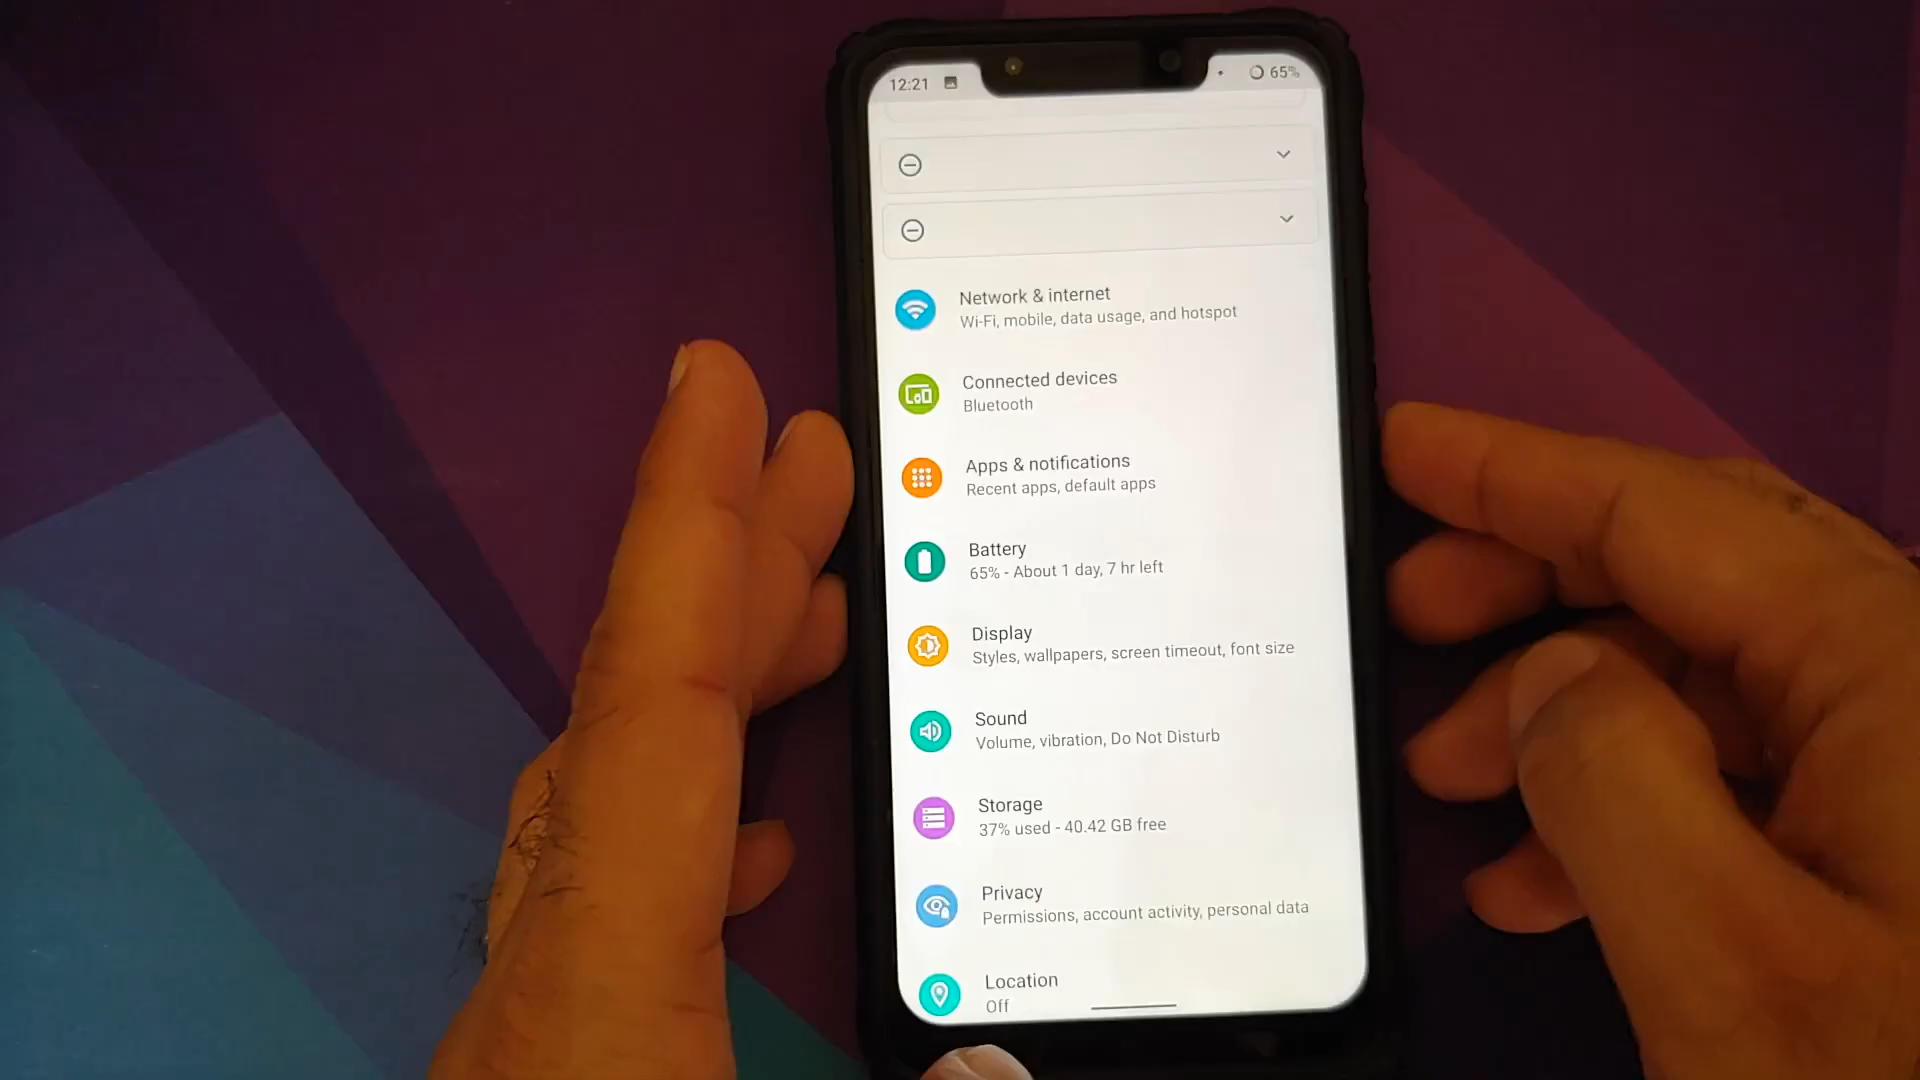 12:21
65%
Network & internet
Wi-Fi, mobile, data usage, and hotspot
Connected devices
Bluetooth
Apps & notifications
Recent apps, default apps
Battery
65% - About 1 day, 7 hr left
Display
Styles, wallpapers, screen timeout, font size
Sound
Volume, vibration, Do Not Disturb
Storage
37% used - 40.42 GB free
Privacy
Permissions, account activity, personal data
Location
Off